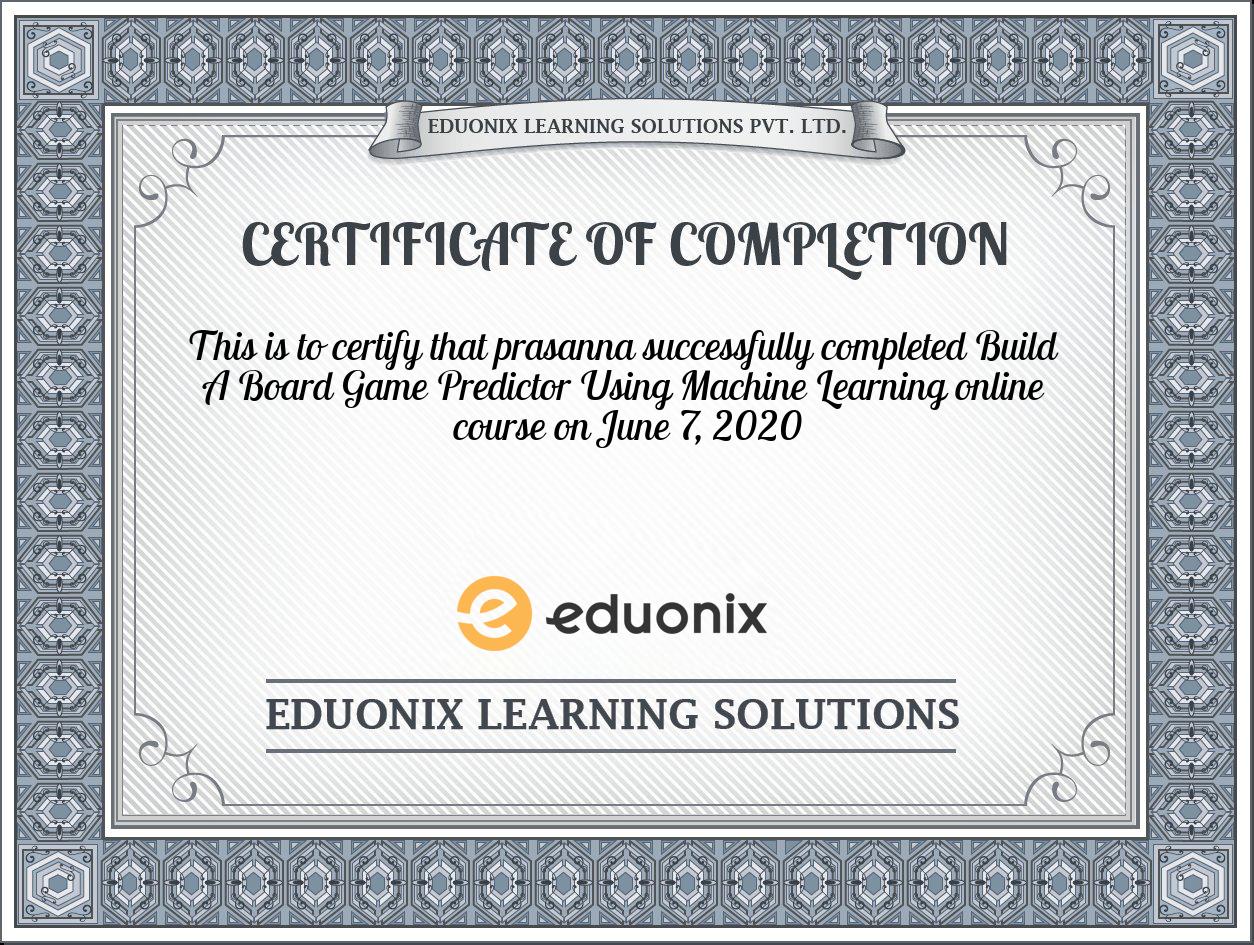 EDUONIX LEARNING SOLUTIONS PVT. LTD.
CERTIFICATE OF COMPLETION
This is to certify that prasanna successfully completed Build
A Board Game Predictor Using Machine Learning online
course on June 7, 2020
e eduonix
EDUONIX LEARNING SOLUTIONS